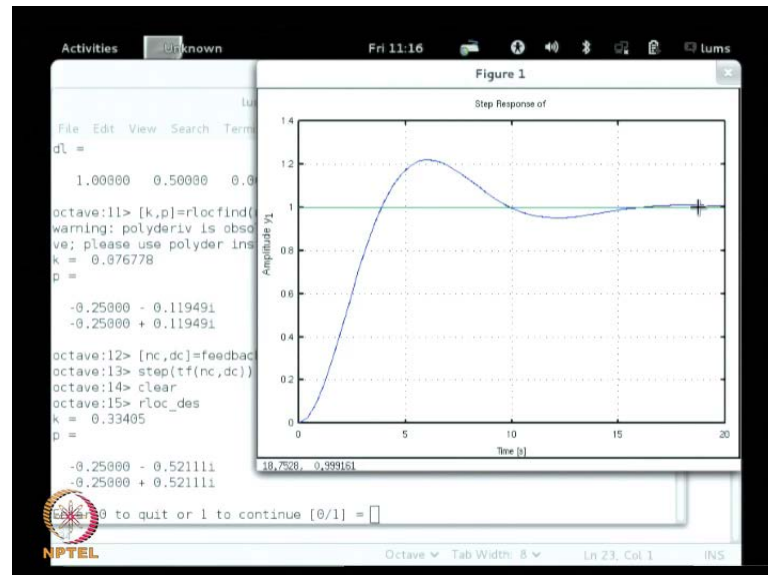 Activities Unknown Fri 11:16 lums
Figure 1
File Edit View Search Term
dl =
1.00000 0.50000 0.0
octave:11> [k,p]=rlocfind(
warning: polyderiv is obso
ve; please use polyder ins
k = 0.076778
p =
-0.25000 - 0.11949i
-0.25000 + 0.11949i
octave:12> [nc,dc]=feedbac
octave:13> step(tf(nc,dc))
octave:14> clear
octave:15> rloc_des
k = 0.33405
p =
-0.25000 - 0.52111i
-0.25000 + 0.52111i
0 to quit or 1 to continue [0/1] =
Step Response of
Amplitude y1
1.4
1.2
1
0.8
0.6
0.4
0.2
0
0 5 10 15 20
Time [s]
18.7528, 0.999161
NPTEL
Octave Tab Width: 8 Ln 23, Col 1 INS